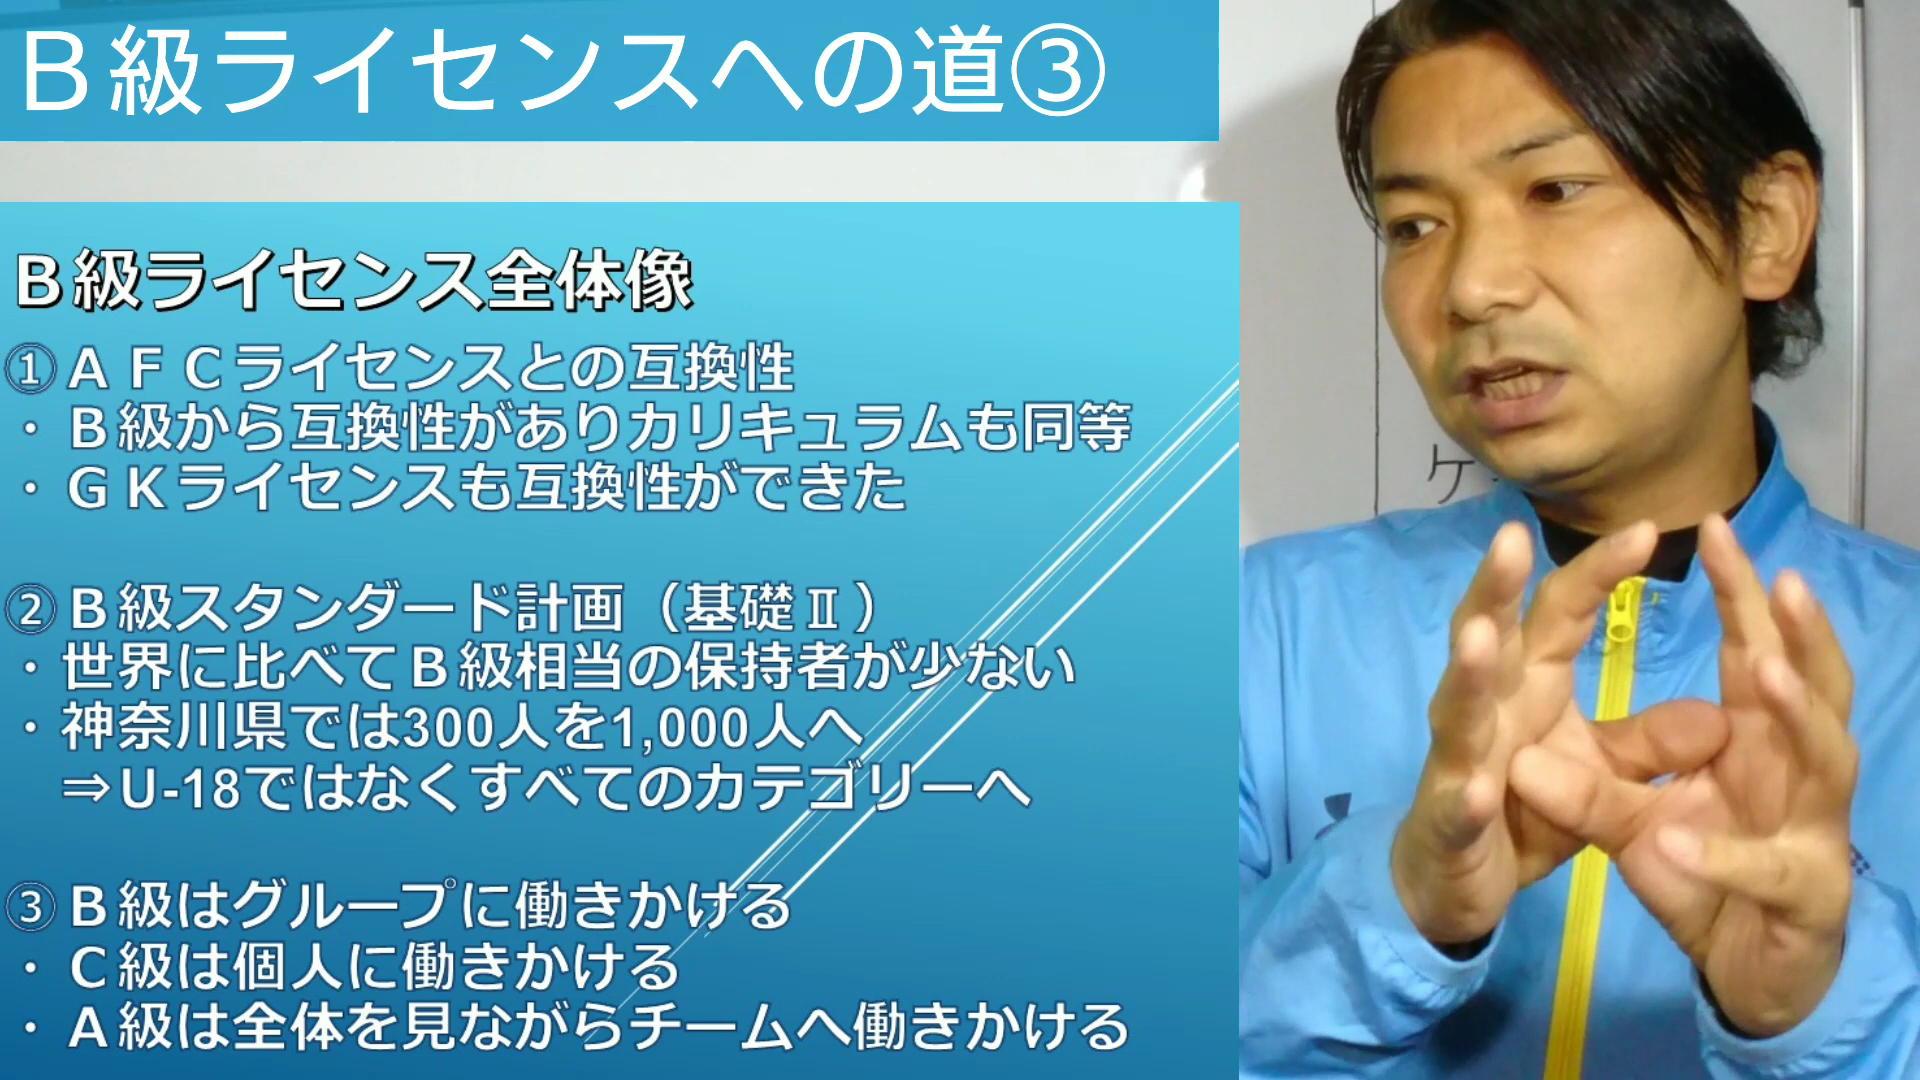 B級ライセンスへの道③
B級ライセンス全体像
①AFCライセンスとの互換性
・B級から互換性がありカリキュラムも同等
・GKライセンスも互換性ができた
②B級スタンダード計画（基礎Ⅱ）
・世界に比べてB級相当の保持者が少ない
・神奈川県では300人を1,000人へ
⇒U-18ではなくすべてのカテゴリーへ
③B級はグループに働きかける
・C級は個人に働きかける
・A級は全体を見ながらチームへ働きかける
ケ